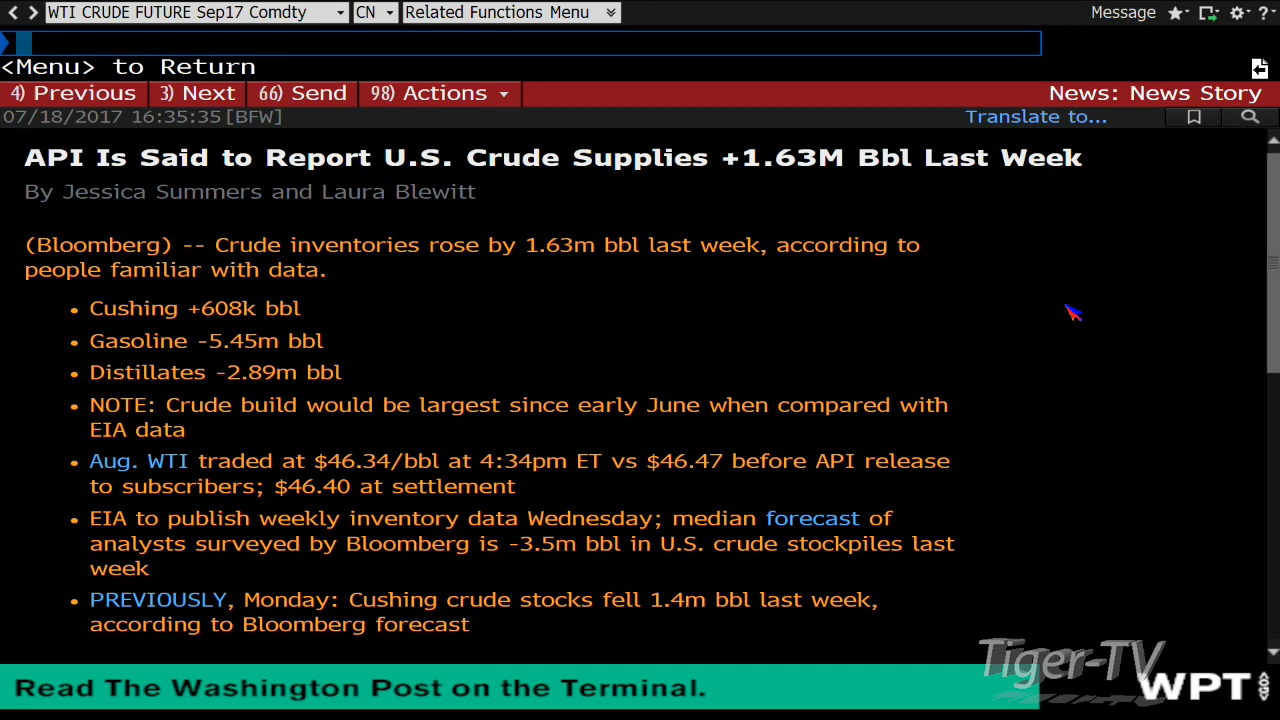 WTI CRUDE FUTURE Sep17 Comdty CN Related Functions Menu Message ?
<Menu> to Return
4) Previous 3) Next 66) Send 98) Actions News: News Story
07/18/2017 16:35:35 [BFW] Translate to...
API Is Said to Report U.S. Crude Supplies +1.63M Bbl Last Week
By Jessica Summers and Laura Blewitt
(Bloomberg) -- Crude inventories rose by 1.63m bbl last week, according to
people familiar with data.
• Cushing +608k bbl
• Gasoline -5.45m bbl
• Distillates -2.89m bbl
• NOTE: Crude build would be largest since early June when compared with
EIA data
• Aug. WTI traded at $46.34/bbl at 4:34pm ET vs $46.47 before API release
to subscribers; $46.40 at settlement
• EIA to publish weekly inventory data Wednesday; median forecast of
analysts surveyed by Bloomberg is -3.5m bbl in U.S. crude stockpiles last
week
• PREVIOUSLY, Monday: Cushing crude stocks fell 1.4m bbl last week,
according to Bloomberg forecast
Tiger-TV
Read The Washington Post on the Terminal. WPT GO